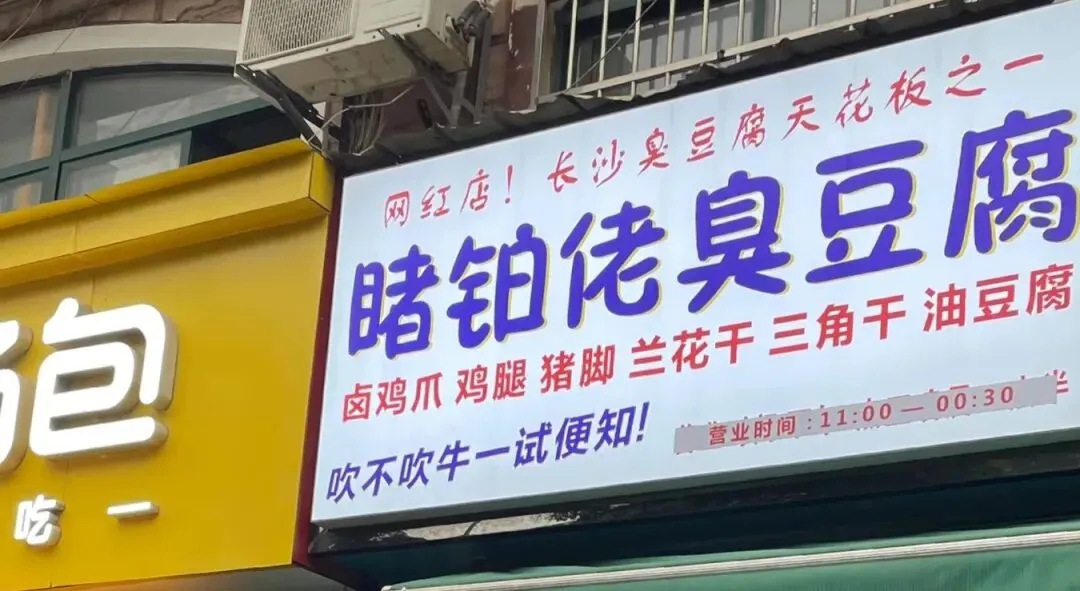 网红店！长沙臭豆腐天花板之一
睹铂佬臭豆腐
卤鸡爪 鸡腿 猪脚 兰花干 三角干 油豆腐
吹不吹牛一试便知！
营业时间：11:00 — 00:30
包
吃一